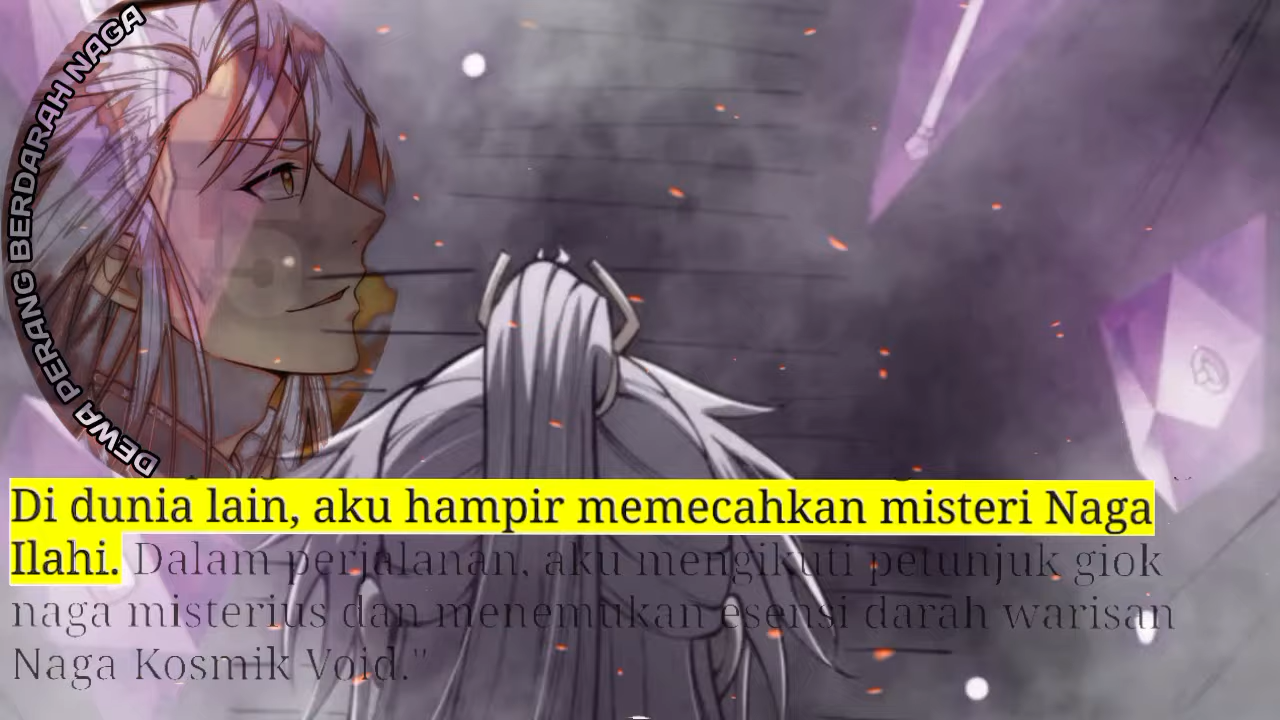 DEWA PERANG BERDARAH NAGA
Di dunia lain, aku hampir memecahkan misteri Naga
Ilahi. Dalam perjalanan, aku mengikuti petunjuk giok
naga misterius dan menemukan esensi darah warisan
Naga Kosmik Void."